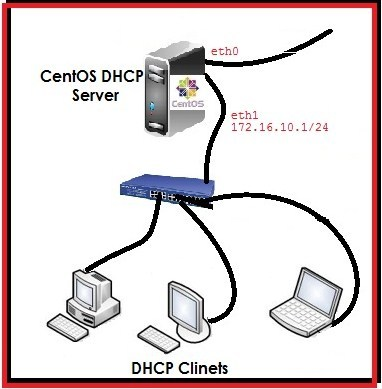 eth0
CentOS DHCP
Server
CentOS
eth1
172.16.10.1/24
DHCP Clinets